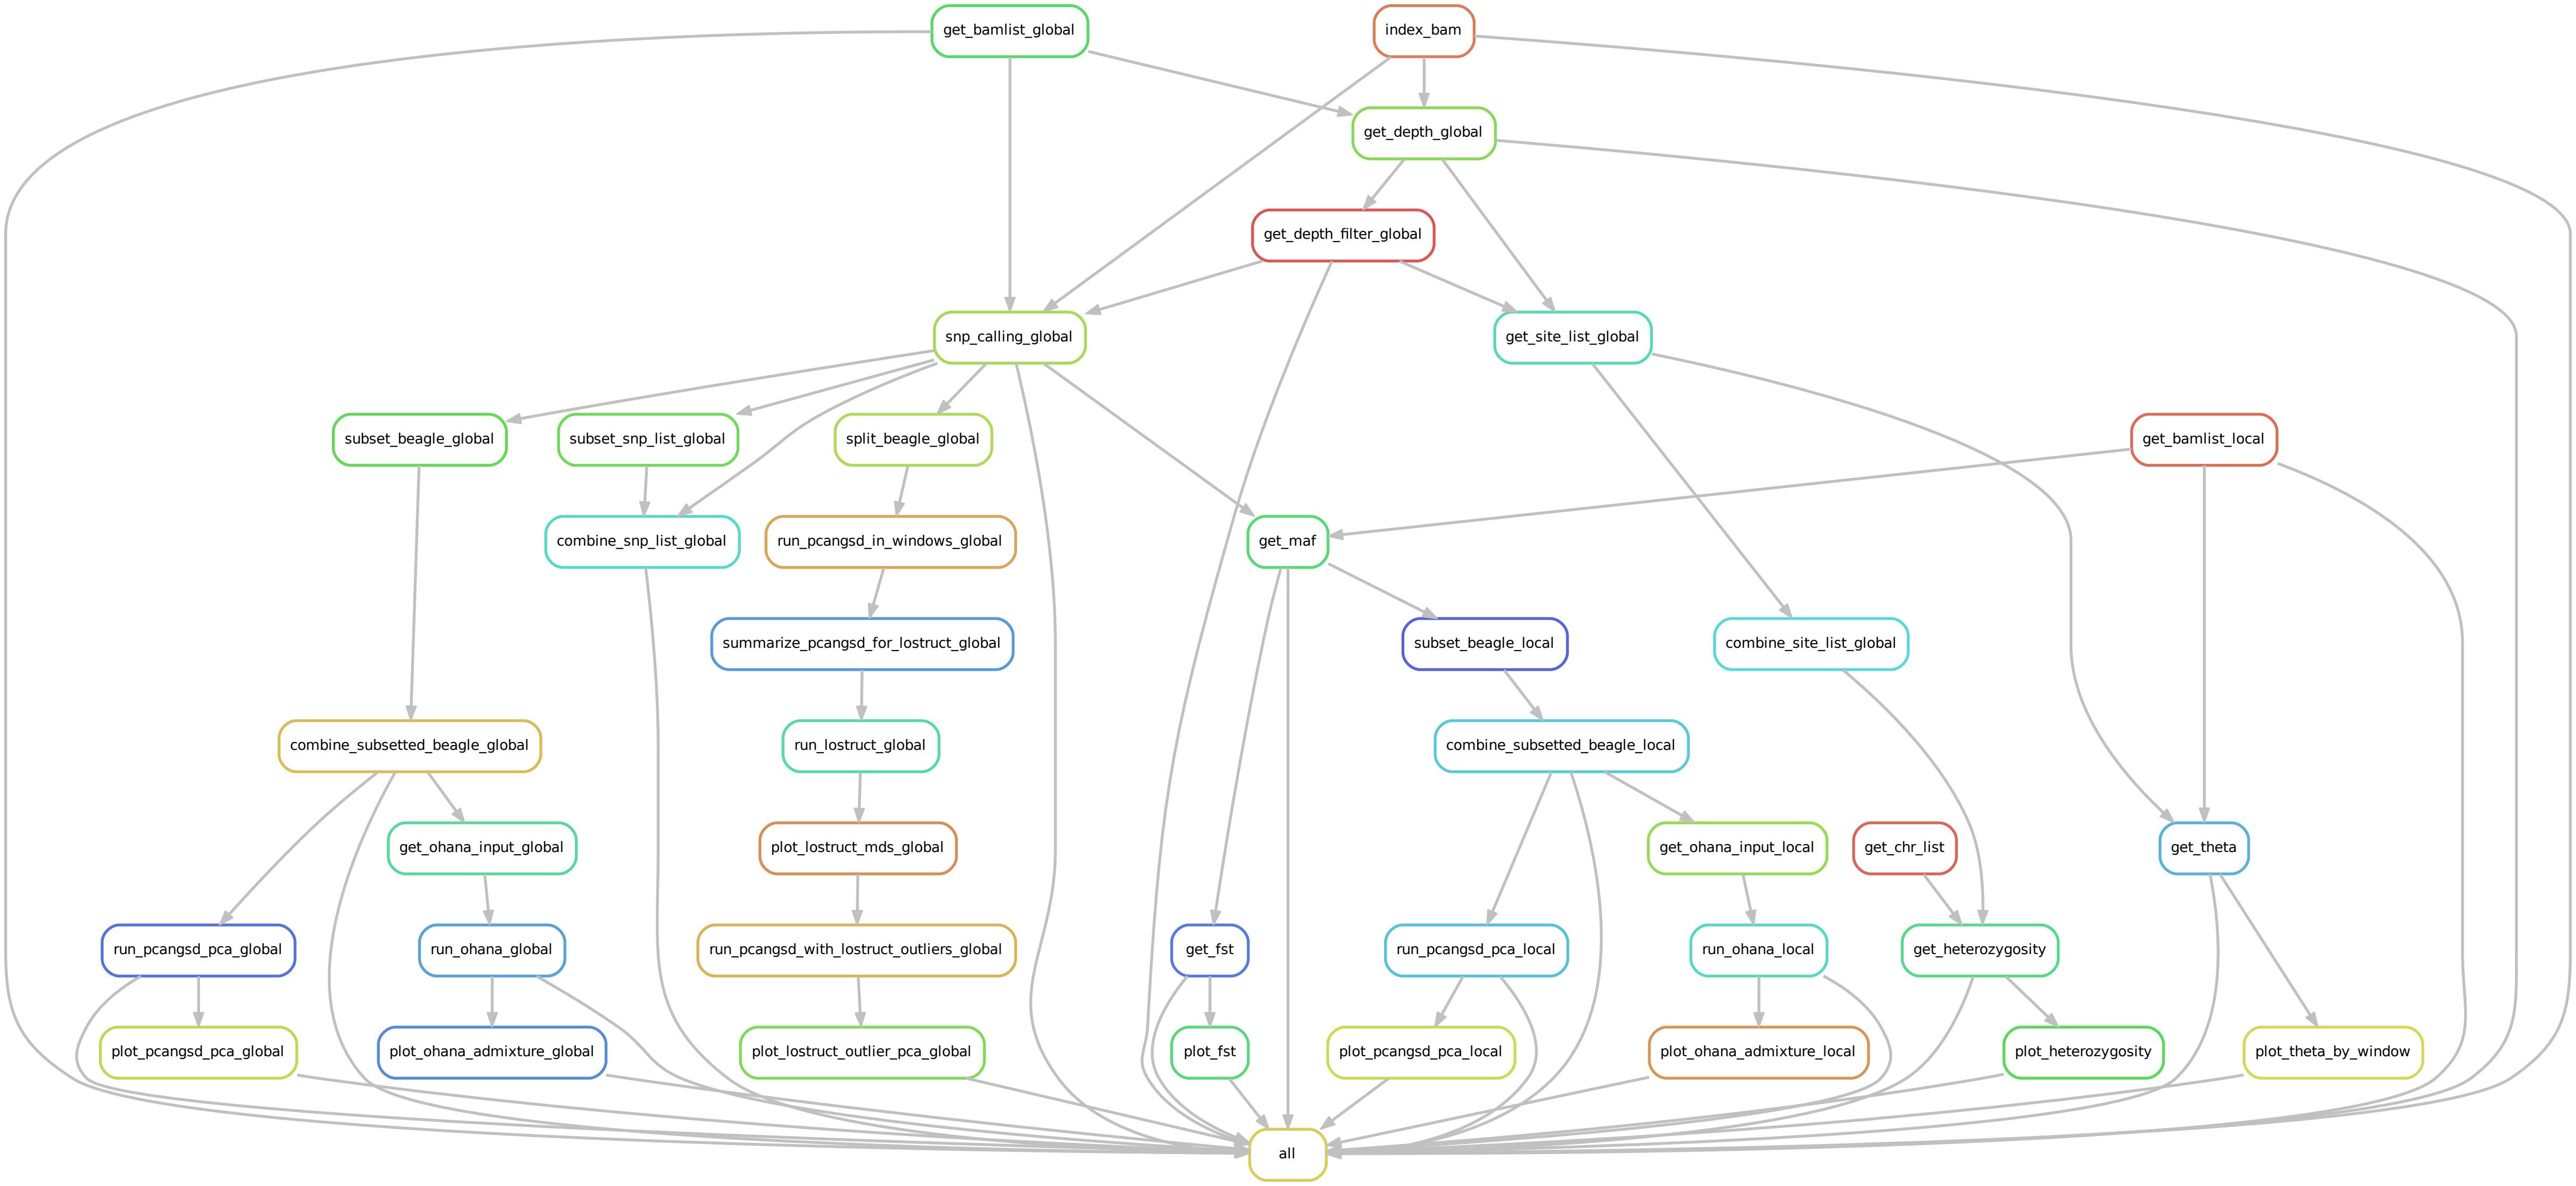 get_bamlist_global
index_bam
get_depth_global
get_depth_filter_global
snp_calling_global
get_site_list_global
subset_beagle_global
subset_snp_list_global
split_beagle_global
get_bamlist_local
combine_snp_list_global
run_pcangsd_in_windows_global
get_maf
summarize_pcangsd_for_lostruct_global
subset_beagle_local
combine_site_list_global
combine_subsetted_beagle_global
run_lostruct_global
combine_subsetted_beagle_local
get_ohana_input_global
plot_lostruct_mds_global
get_ohana_input_local
get_chr_list
get_theta
run_pcangsd_pca_global
run_ohana_global
run_pcangsd_with_lostruct_outliers_global
get_fst
run_pcangsd_pca_local
run_ohana_local
get_heterozygosity
plot_pcangsd_pca_global
plot_ohana_admixture_global
plot_lostruct_outlier_pca_global
plot_fst
plot_pcangsd_pca_local
plot_ohana_admixture_local
plot_heterozygosity
plot_theta_by_window
all